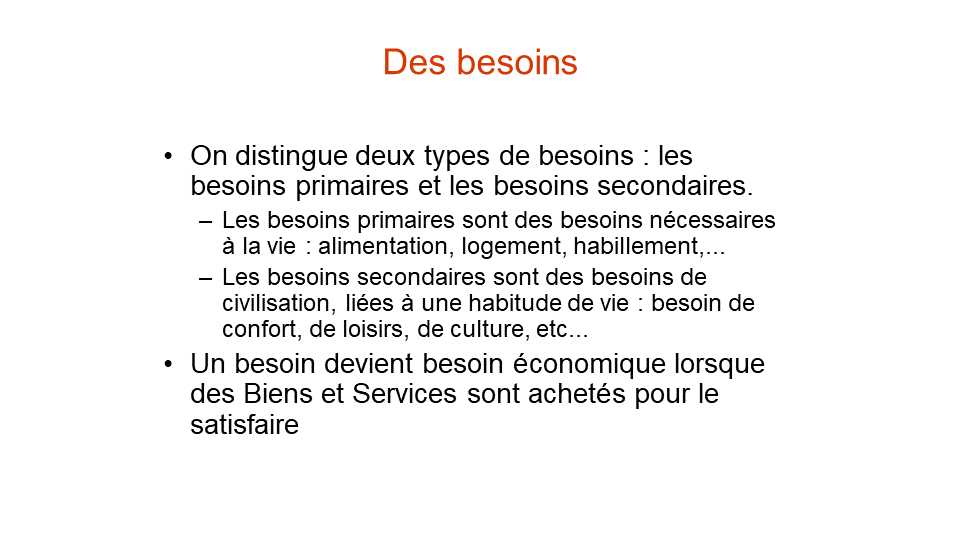 Des besoins
• On distingue deux types de besoins : les
besoins primaires et les besoins secondaires.
– Les besoins primaires sont des besoins nécessaires
à la vie : alimentation, logement, habillement,...
– Les besoins secondaires sont des besoins de
civilisation, liées à une habitude de vie : besoin de
confort, de loisirs, de culture, etc...
• Un besoin devient besoin économique lorsque
des Biens et Services sont achetés pour le
satisfaire